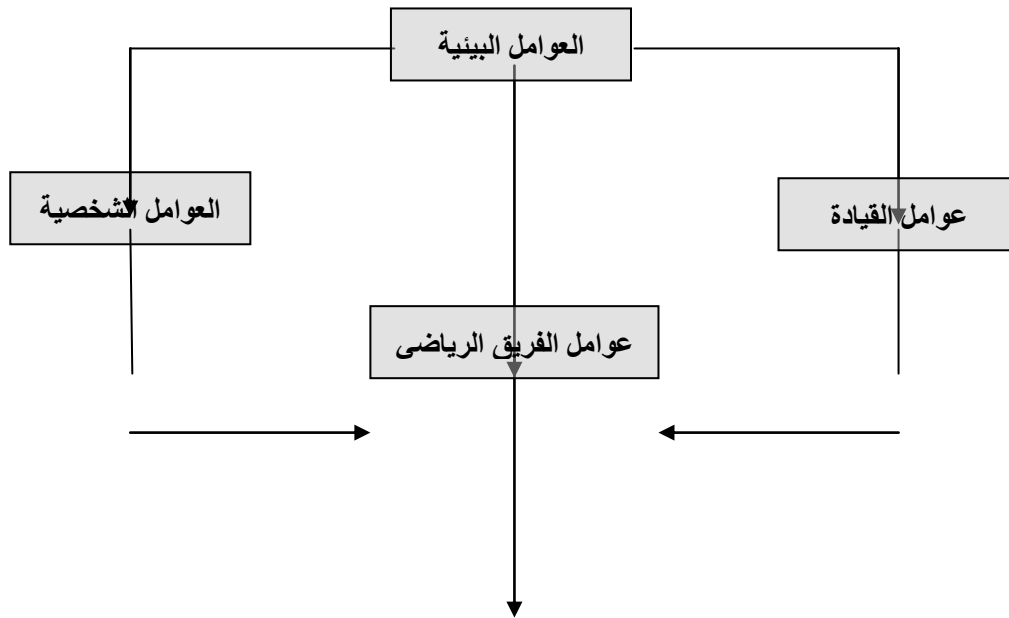 العوامل البيئية
عوامل القيادة
العوامل الشخصية
عوامل الفريق الرياضى